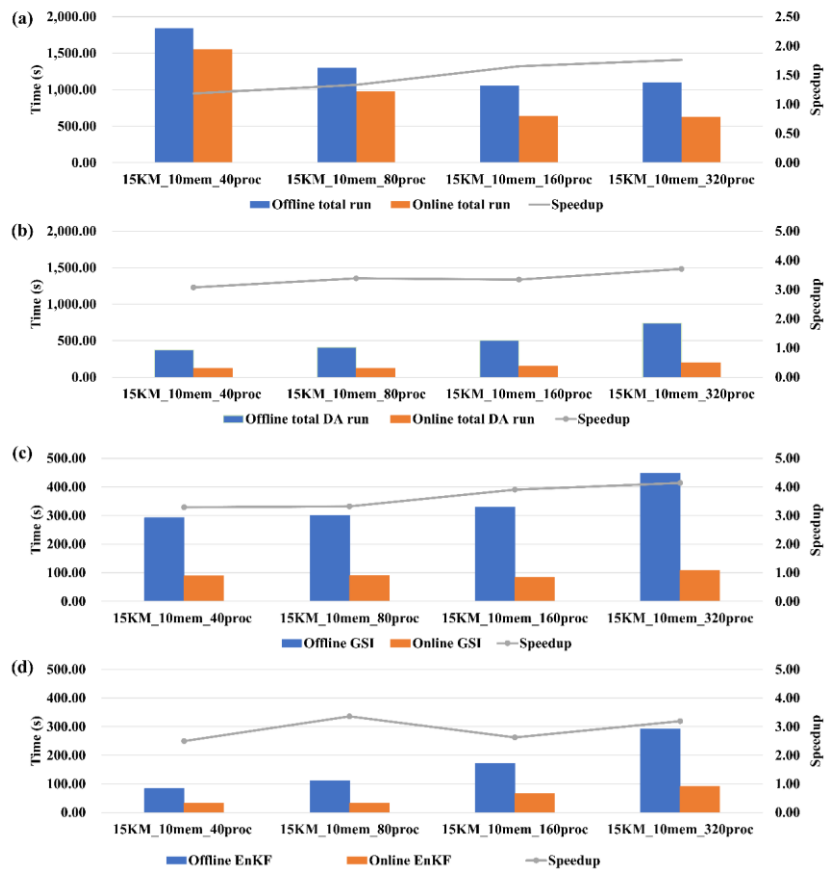 (a)
2,000.00 2.50
1,500.00 2.00
1,000.00 1.50
500.00 1.00
0.00 0.50
0.00
Time (s)
Speedup
15KM_10mem_40proc 15KM_10mem_80proc 15KM_10mem_160proc 15KM_10mem_320proc
Offline total run Online total run Speedup
(b)
2,000.00 5.00
1,500.00 4.00
1,000.00 3.00
500.00 2.00
0.00 1.00
0.00
Time (s)
Speedup
15KM_10mem_40proc 15KM_10mem_80proc 15KM_10mem_160proc 15KM_10mem_320proc
Offline total DA run Online total DA run Speedup
(c)
500.00 5.00
400.00 4.00
300.00 3.00
200.00 2.00
100.00 1.00
0.00 0.00
Time (s)
Speedup
15KM_10mem_40proc 15KM_10mem_80proc 15KM_10mem_160proc 15KM_10mem_320proc
Offline GSI Online GSI Speedup
(d)
500.00 5.00
400.00 4.00
300.00 3.00
200.00 2.00
100.00 1.00
0.00 0.00
Time (s)
Speedup
15KM_10mem_40proc 15KM_10mem_80proc 15KM_10mem_160proc 15KM_10mem_320proc
Offline EnKF Online EnKF Speedup